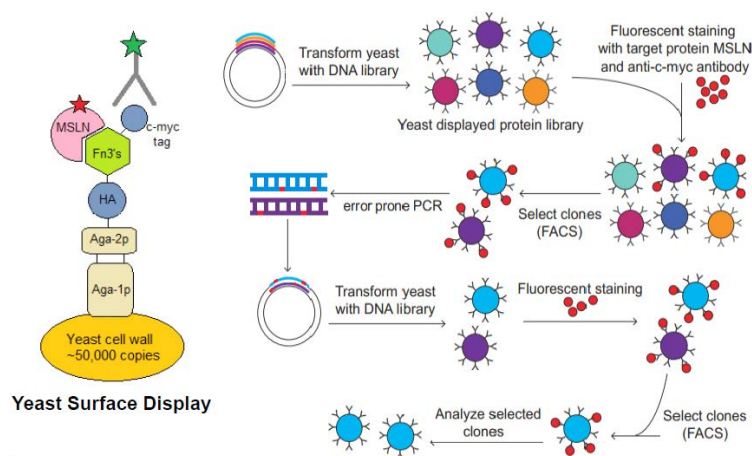 MSLN
c-myc
tag
Fn3's
HA
Aga-2p
Aga-1p
Yeast cell wall
~50,000 copies
Yeast Surface Display
Transform yeast
with DNA library
Yeast displayed protein library
Fluorescent staining
with target protein MSLN
and anti-c-myc antibody
Select clones
(FACS)
error prone PCR
Transform yeast
with DNA library
Fluorescent staining
Select clones
(FACS)
Analyze selected
clones